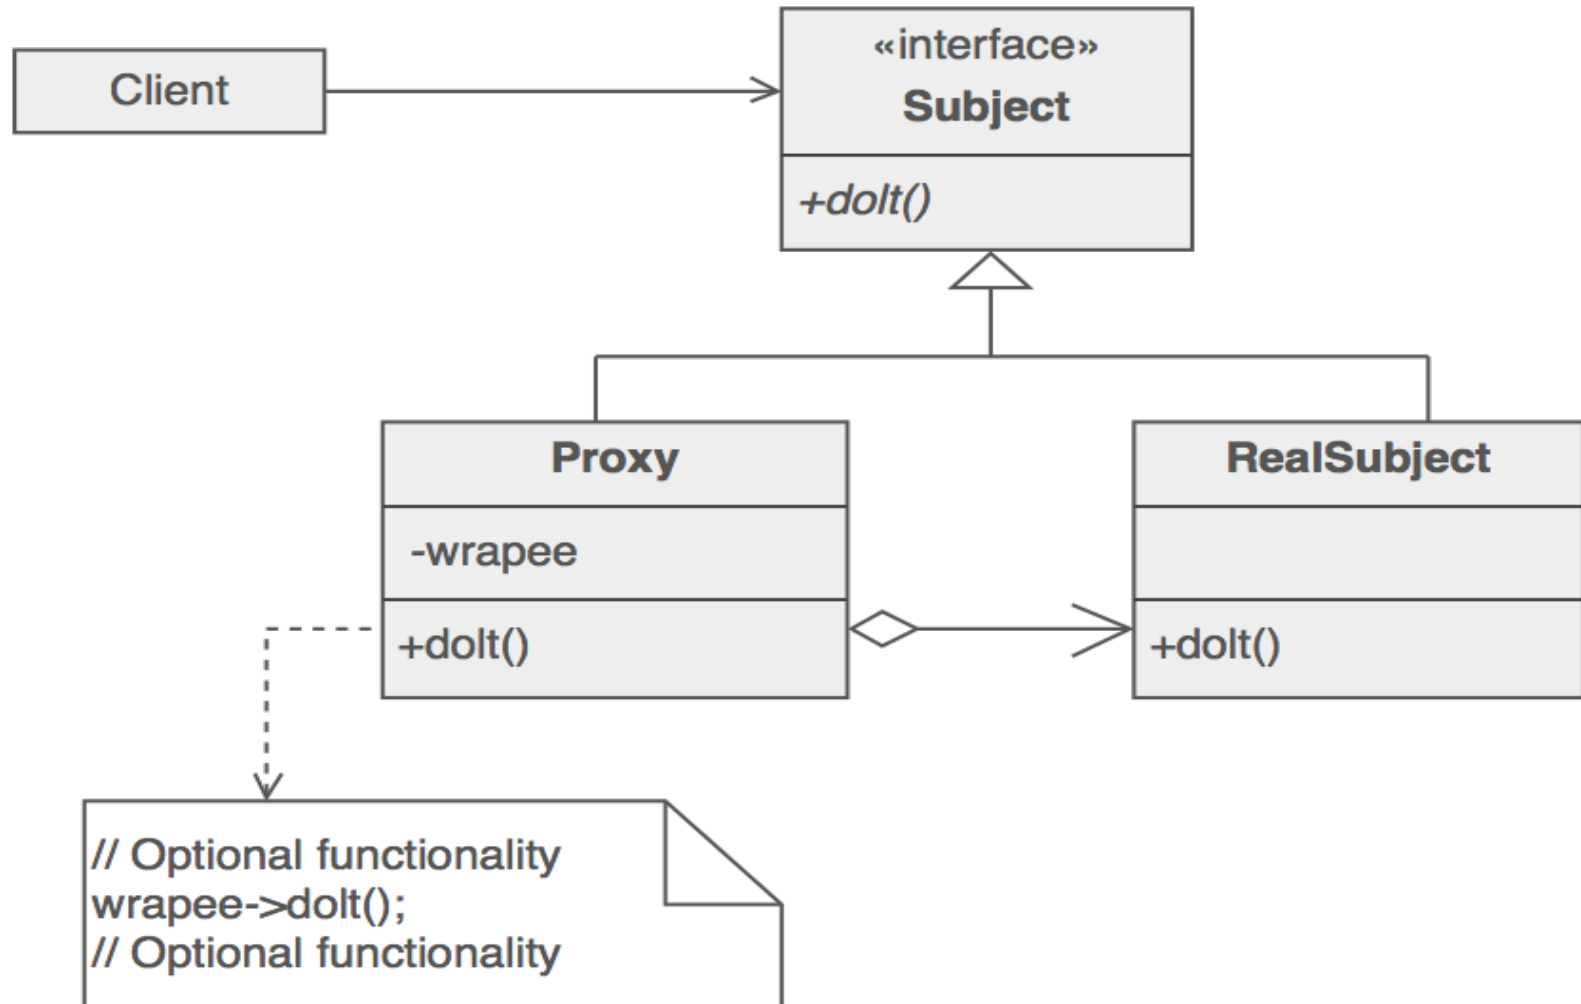 Client
«interface»
Subject
+doIt()
Proxy
-wrapee
+doIt()
RealSubject
+doIt()
// Optional functionality
wrapee->doIt();
// Optional functionality